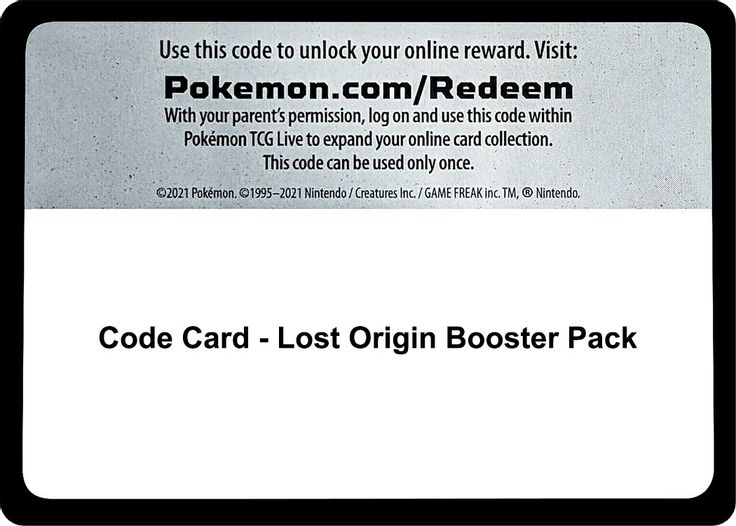 Use this code to unlock your online reward. Visit:
Pokemon.com/Redeem
With your parent's permission, log on and use this code within
Pokémon TCG Live to expand your online card collection.
This code can be used only once.
©2021 Pokémon. ©1995–2021 Nintendo / Creatures Inc. / GAME FREAK inc. TM, ® Nintendo.
Code Card - Lost Origin Booster Pack